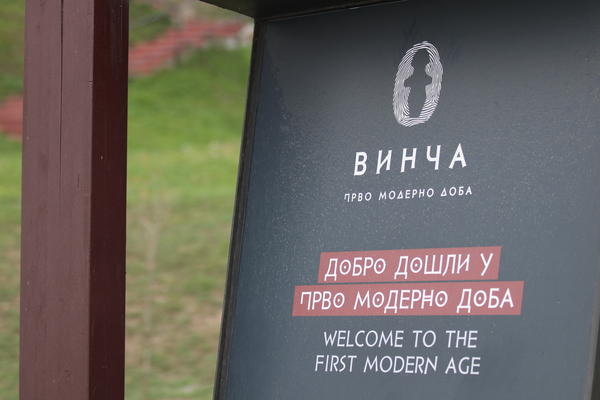 ВИНЧА
ПРВО МОДЕРНО ДОБА
ДОБРО ДОШЛИ У
ПРВО МОДЕРНО ДОБА
WELCOME TO THE
FIRST MODERN AGE